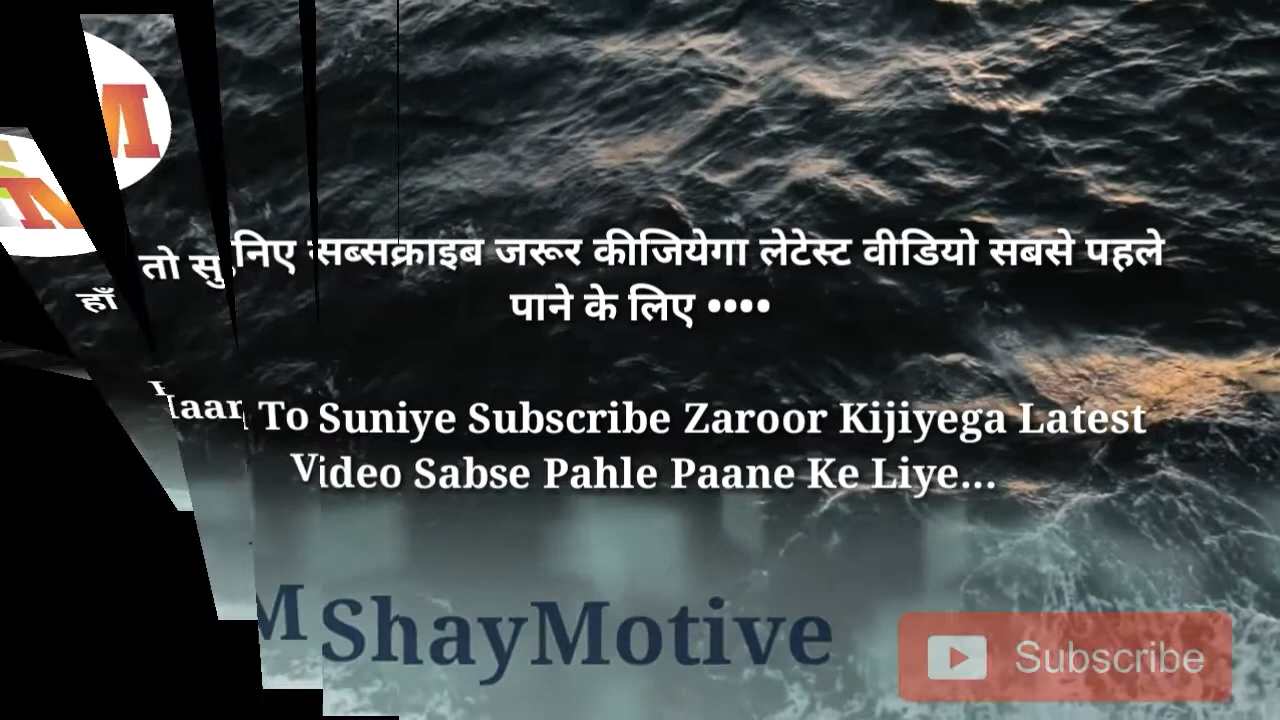 हाँ तो सुनिए सब्सक्राइब जरूर कीजियेगा लेटेस्ट वीडियो सबसे पहले
पाने के लिए ••••
Haan To Suniye Subscribe Zaroor Kijiyega Latest
Video Sabse Pahle Paane Ke Liye...
ShayMotive
Subscribe